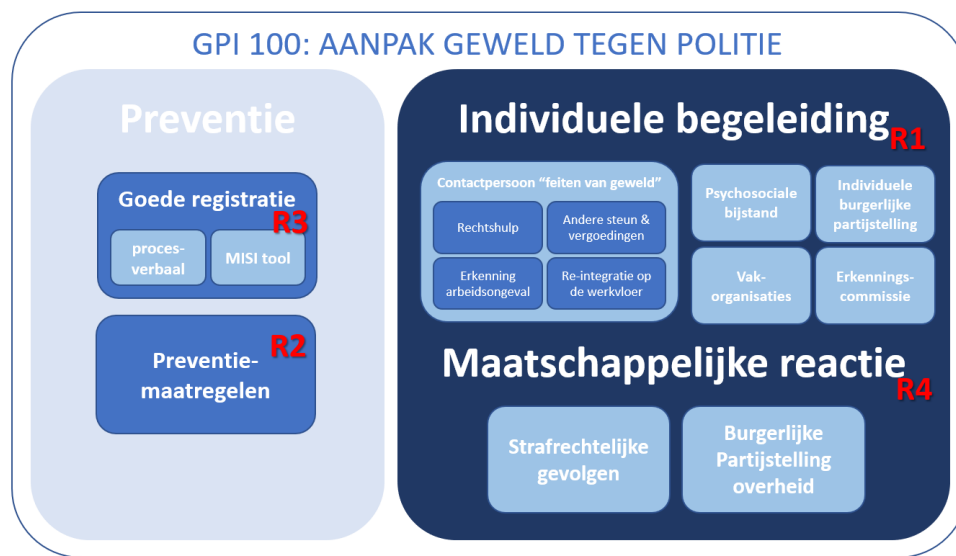 GPI 100: AANPAK GEWELD TEGEN POLITIE
Preventie
Goede registratie
R3
proces-
verbaal
MISI tool
R2
Preventie-
maatregelen
Individuele begeleiding
R1
Contactpersoon “feiten van geweld”
Rechtshulp
Andere steun &
vergoedingen
Erkenning
arbeidsongeval
Re-integratie op
de werkvloer
Psychosociale
bijstand
Individuele
burgerlijke
partijstelling
Vak-
organisaties
Erkennings-
commissie
Maatschappelijke reactie
R4
Strafrechtelijke
gevolgen
Burgerlijke
Partijstelling
overheid